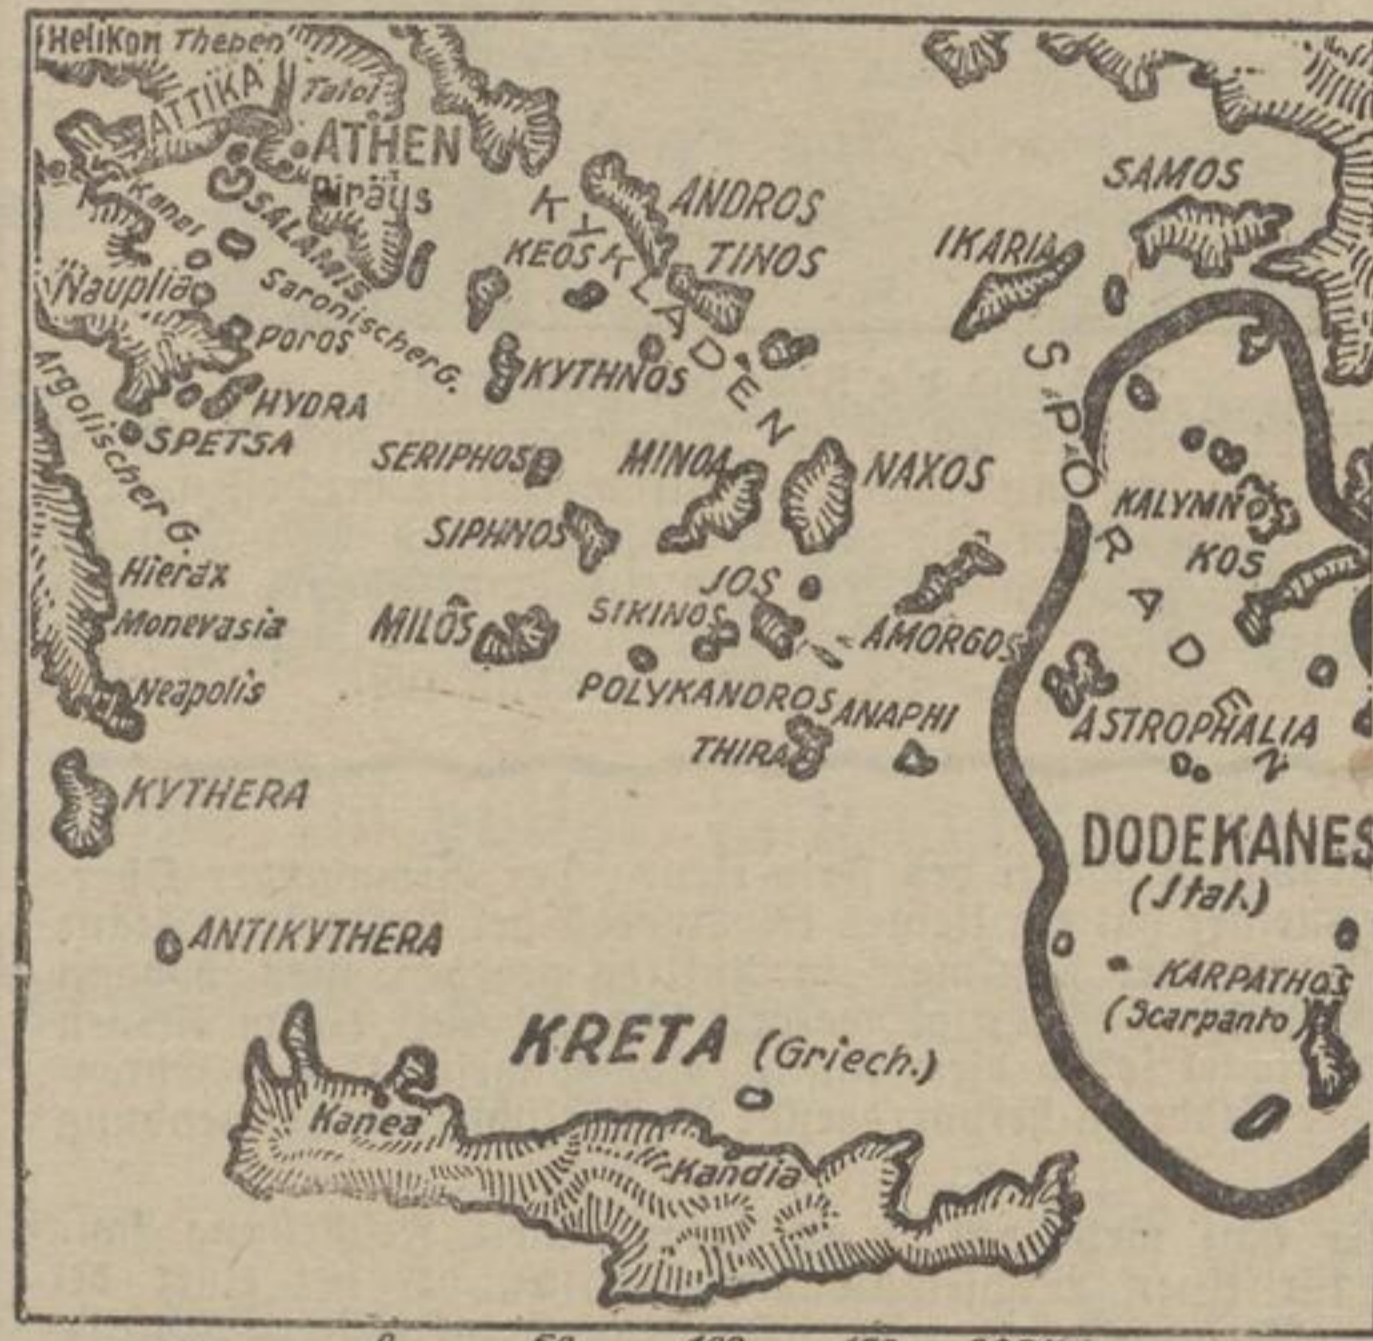 Helikon Theben
ATTIKA
Tatoi
ATHEN
Piräus
SALAMIS
Kanal
Saronischer G.
Nauplia
Poros
HYDRA
SPETSA
Argolischer G.
Hierax
Monevasia
Neapolis
KYTHERA
ANTIKYTHERA
KYKLADEN
ANDROS
TINOS
KEOS
KYTHNOS
SERIPHOS
SIPHNOS
MILOS
MINOA
NAXOS
JOS
SIKINOS
POLYKANDROS
AMORGOS
ANAPHI
THIRA
SAMOS
IKARIA
SPORADEN
KALYMNOS
KOS
ASTROPHALIA
DODEKANES
(Jtal.)
KARPATHOS
(Scarpanto)
KRETA (Griech.)
Kanea
Kandia